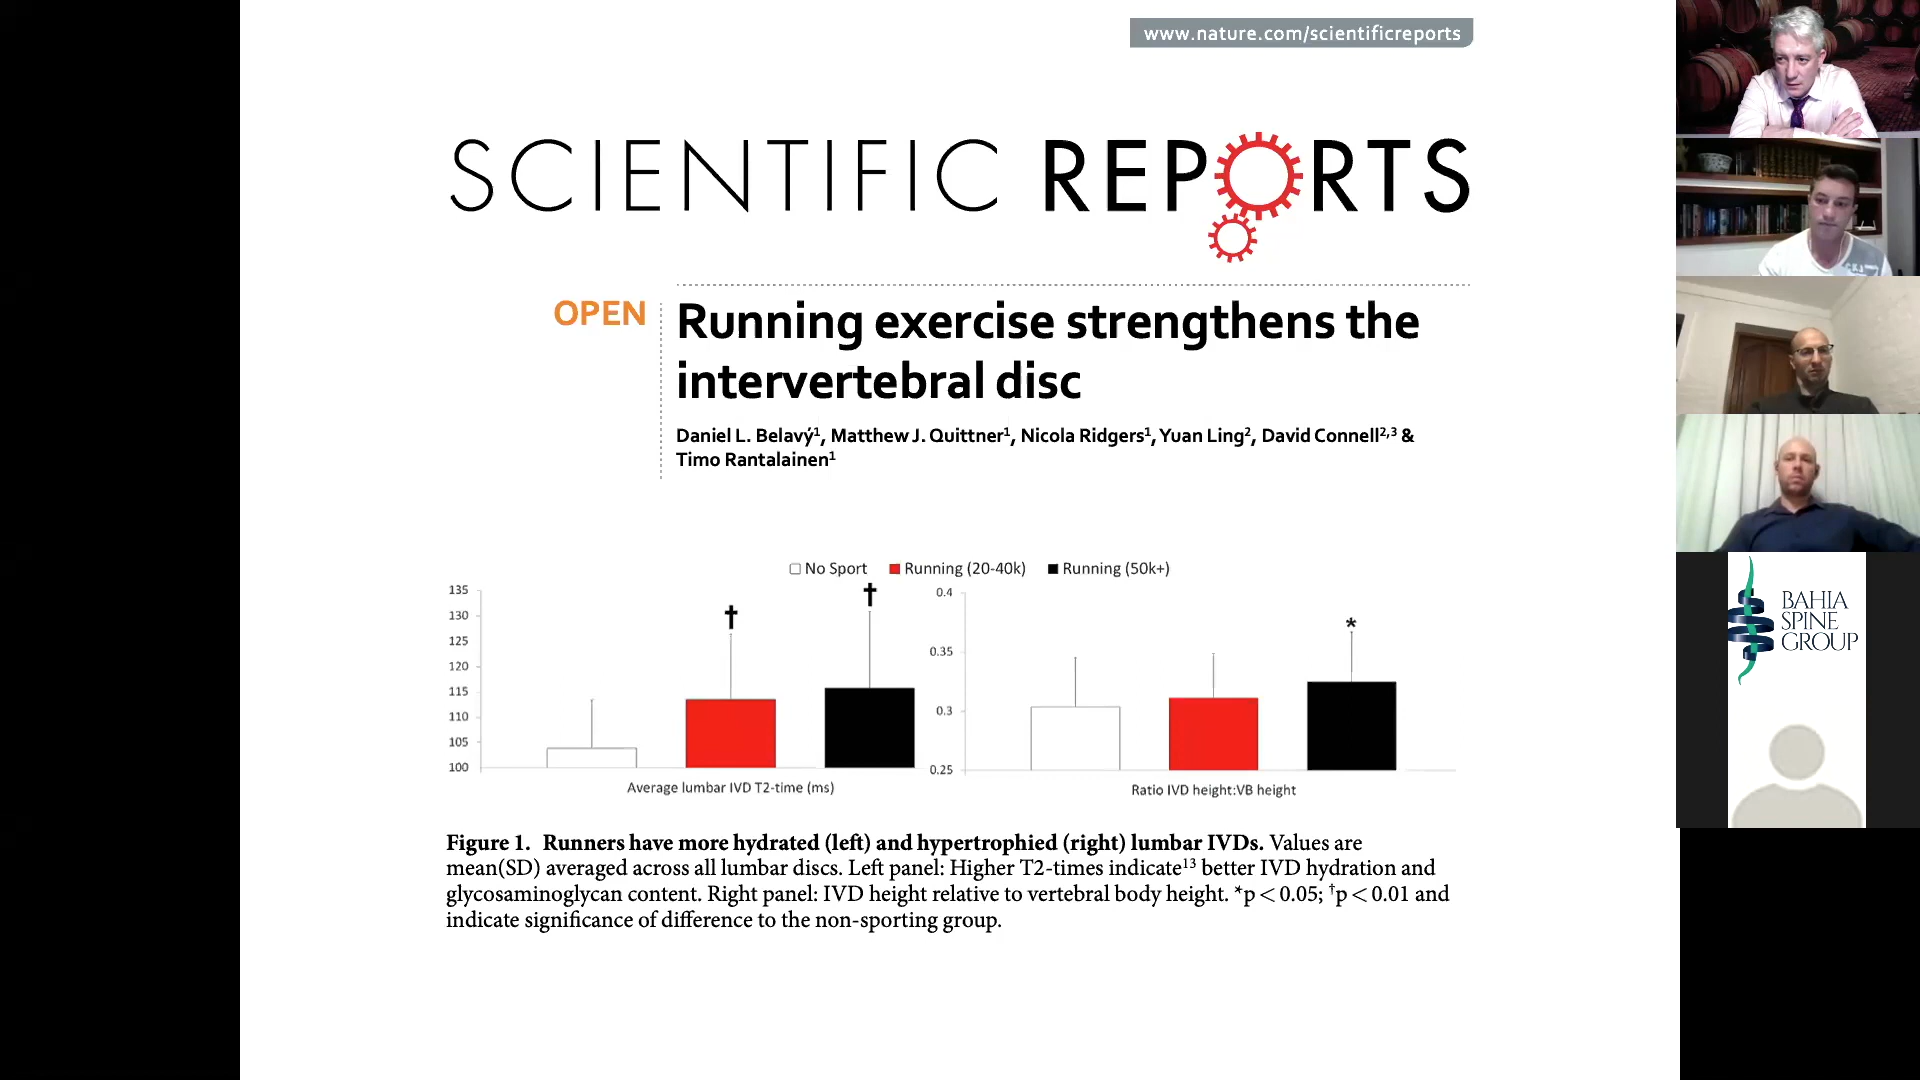 www.nature.com/scientificreports
SCIENTIFIC REPORTS
OPEN
Running exercise strengthens the
intervertebral disc
Daniel L. Belavý¹, Matthew J. Quittner¹, Nicola Ridgers¹, Yuan Ling², David Connell²,³ &
Timo Rantalainen¹
No Sport Running (20-40k) Running (50k+)
135
130
125
120
115
110
105
100
†
†
Average lumbar IVD T2-time (ms)
0.4
0.35
0.3
0.25
*
Ratio IVD height:VB height
Figure 1. Runners have more hydrated (left) and hypertrophied (right) lumbar IVDs. Values are
mean(SD) averaged across all lumbar discs. Left panel: Higher T2-times indicate¹³ better IVD hydration and
glycosaminoglycan content. Right panel: IVD height relative to vertebral body height. *p < 0.05; †p < 0.01 and
indicate significance of difference to the non-sporting group.
BAHIA
SPINE
GROUP